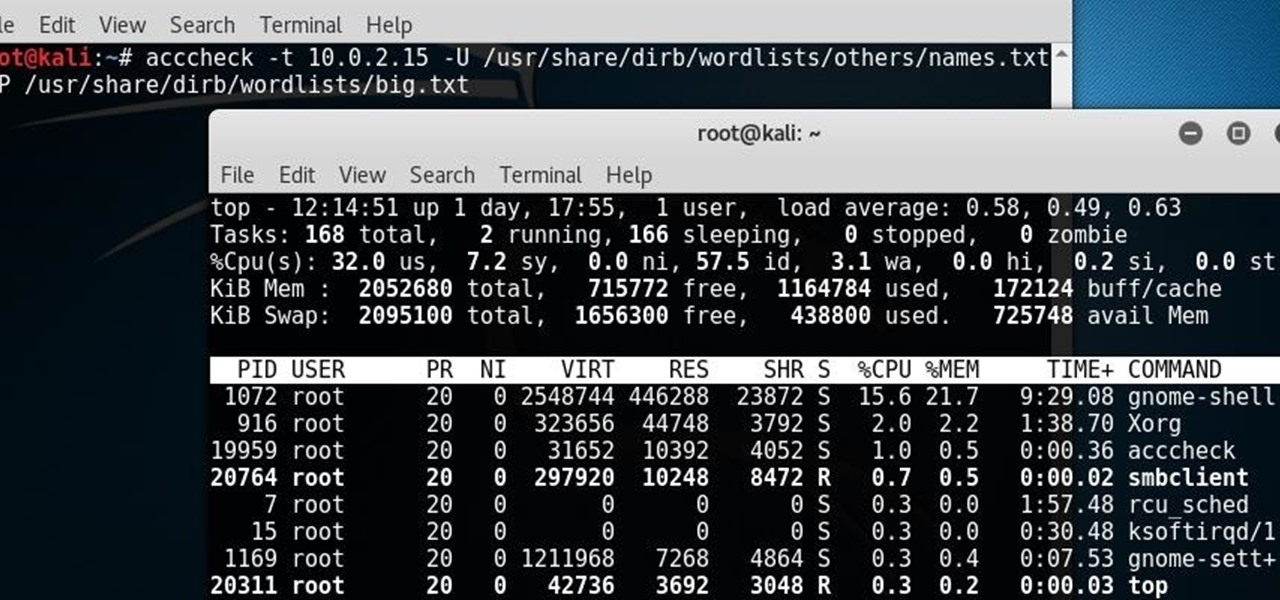 le Edit View Search Terminal Help
ot@kali:~# acccheck -t 10.0.2.15 -U /usr/share/dirb/wordlists/others/names.txt
P /usr/share/dirb/wordlists/big.txt
root@kali: ~
File Edit View Search Terminal Help
top - 12:14:51 up 1 day, 17:55, 1 user, load average: 0.58, 0.49, 0.63
Tasks: 168 total, 2 running, 166 sleeping, 0 stopped, 0 zombie
%Cpu(s): 32.0 us, 7.2 sy, 0.0 ni, 57.5 id, 3.1 wa, 0.0 hi, 0.2 si, 0.0 st
KiB Mem : 2052680 total, 715772 free, 1164784 used, 172124 buff/cache
KiB Swap: 2095100 total, 1656300 free, 438800 used. 725748 avail Mem
PID USER PR NI VIRT RES SHR S %CPU %MEM TIME+ COMMAND
1072 root 20 0 2548744 446288 23872 S 15.6 21.7 9:29.08 gnome-shell
916 root 20 0 323656 44748 3792 S 2.0 2.2 1:38.70 Xorg
19959 root 20 0 31652 10392 4052 S 1.0 0.5 0:00.36 acccheck
20764 root 20 0 297920 10248 8472 R 0.7 0.5 0:00.02 smbclient
7 root 20 0 0 0 0 S 0.3 0.0 1:57.48 rcu_sched
15 root 20 0 0 0 0 S 0.3 0.0 0:30.48 ksoftirqd/1
1169 root 20 0 1211968 7268 4864 S 0.3 0.4 0:07.53 gnome-sett+
20311 root 20 0 42736 3692 3048 R 0.3 0.2 0:00.03 top